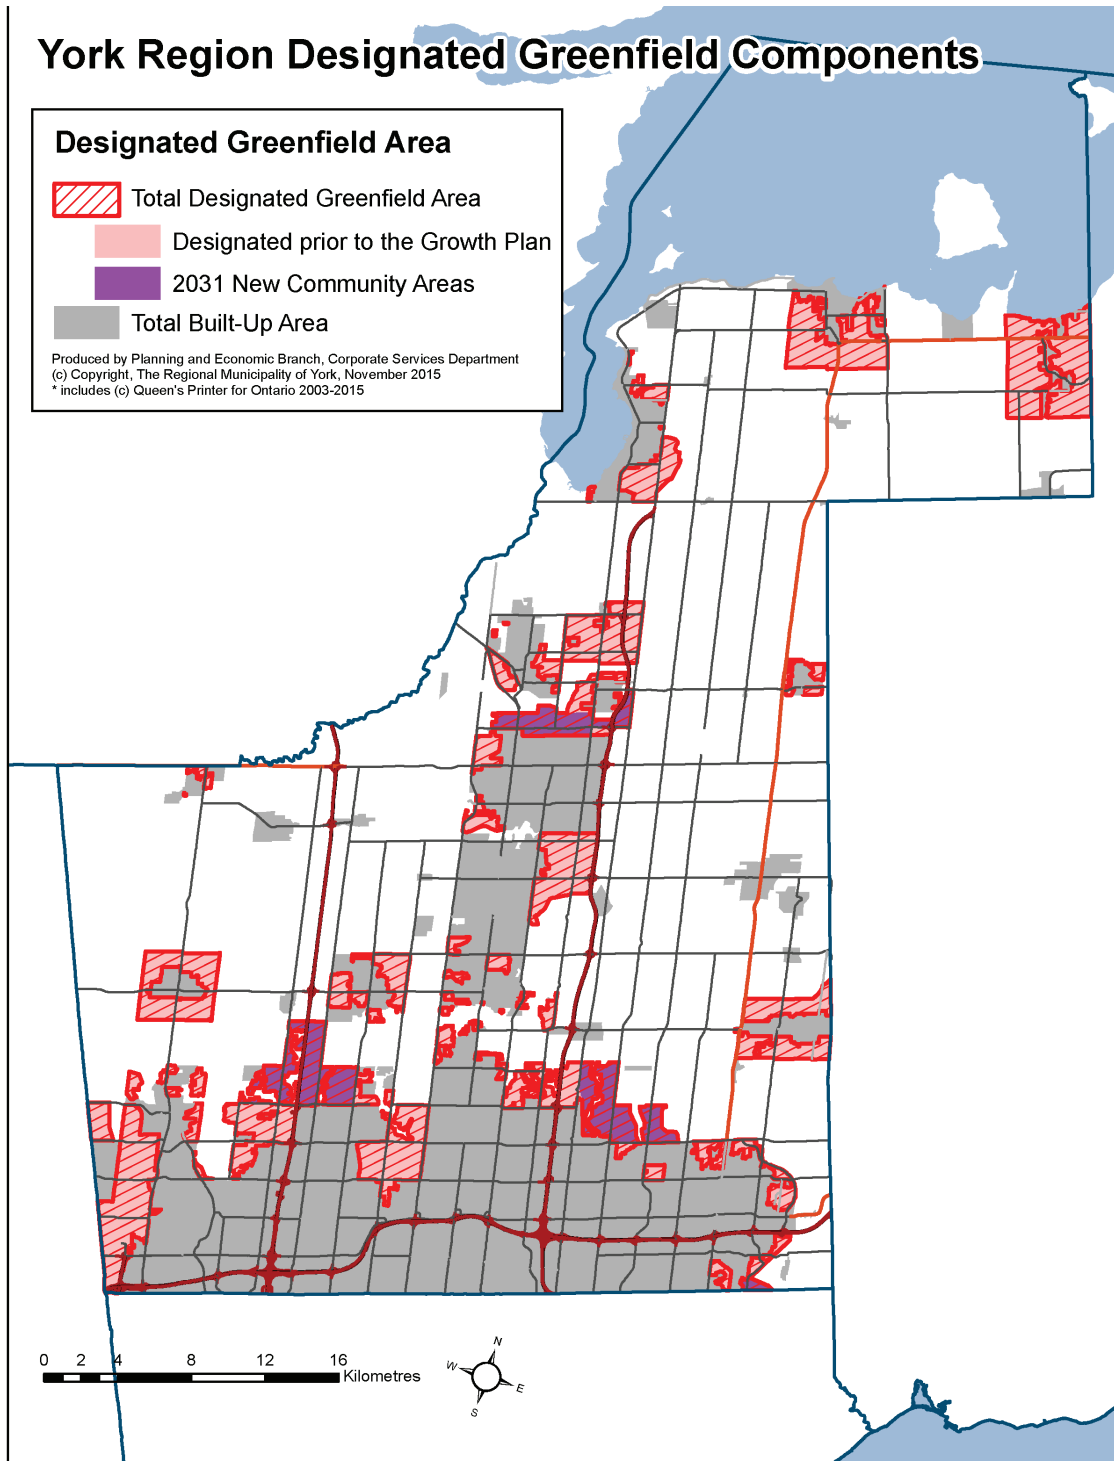 York Region Designated Greenfield Components
Designated Greenfield Area
Total Designated Greenfield Area
Designated prior to the Growth Plan
2031 New Community Areas
Total Built-Up Area
Produced by Planning and Economic Branch, Corporate Services Department
(c) Copyright, The Regional Municipality of York, November 2015
* includes (c) Queen's Printer for Ontario 2003-2015
0 2 4 8 12 16
Kilometres
N
W
E
S